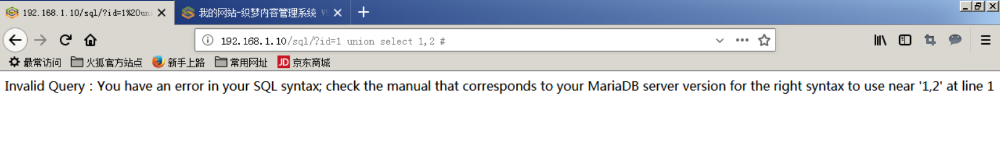 192.168.1.10/sql/?id=1%20uni
我的网站-织梦内容管理系统 V5
192.168.1.10/sql/?id=1 union select 1,2 #
最常访问 火狐官方站点 新手上路 常用网址 JD 京东商城
Invalid Query : You have an error in your SQL syntax; check the manual that corresponds to your MariaDB server version for the right syntax to use near '1,2' at line 1